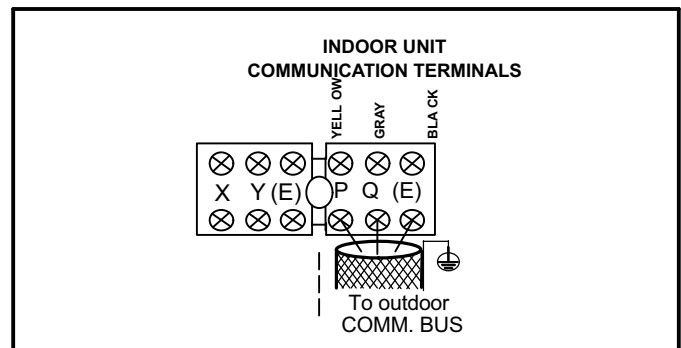 INDOOR UNIT
COMMUNICATION TERMINALS
YELL OW
GRAY
BLA CK
X Y (E) P Q (E)
To outdoor
COMM. BUS